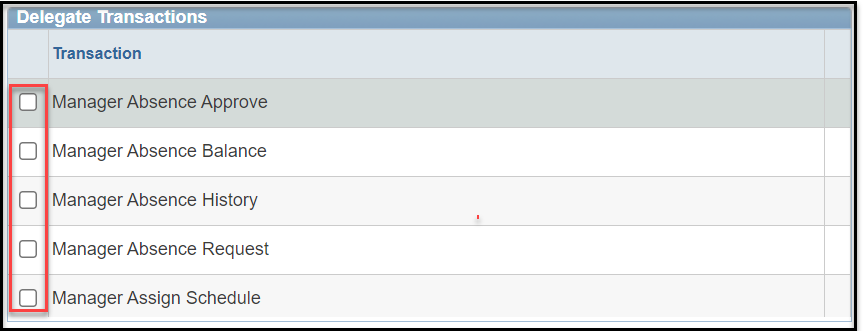 Delegate Transactions
Transaction
Manager Absence Approve
Manager Absence Balance
Manager Absence History
Manager Absence Request
Manager Assign Schedule